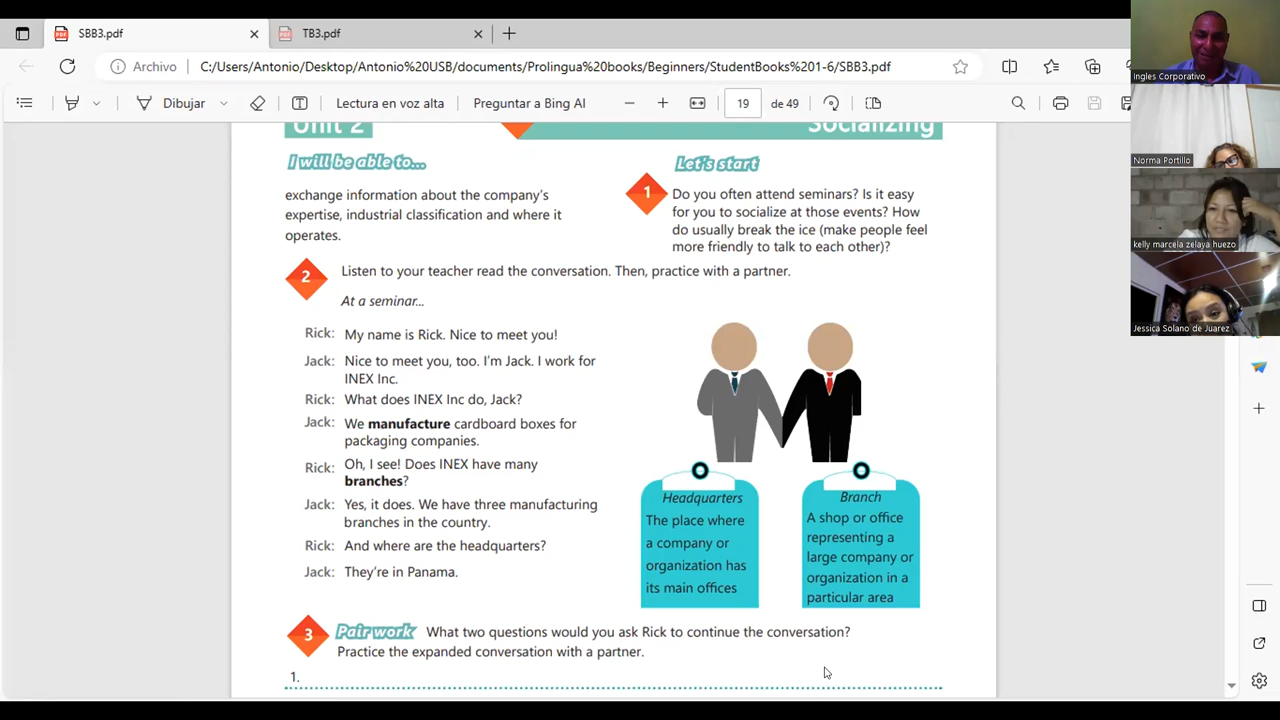 SBB3.pdf
TB3.pdf
Archivo
C:/Users/Antonio/Desktop/Antonio%20USB/documents/Prolingua%20books/Beginners/StudentBooks%201-6/SBB3.pdf
Dibujar
Lectura en voz alta
Preguntar a Bing AI
19
de 49
Ingles Corporativo
Norma Portillo
kelly marcela zelaya huezo
Jessica Solano de Juarez
Unit 2
Socializing
I will be able to...
exchange information about the company's
expertise, industrial classification and where it
operates.
Let's start
1
Do you often attend seminars? Is it easy
for you to socialize at those events? How
do usually break the ice (make people feel
more friendly to talk to each other)?
2
Listen to your teacher read the conversation. Then, practice with a partner.
At a seminar...
Rick: My name is Rick. Nice to meet you!
Jack: Nice to meet you, too. I'm Jack. I work for
INEX Inc.
Rick: What does INEX Inc do, Jack?
Jack: We manufacture cardboard boxes for
packaging companies.
Rick: Oh, I see! Does INEX have many
branches?
Jack: Yes, it does. We have three manufacturing
branches in the country.
Rick: And where are the headquarters?
Jack: They're in Panama.
Headquarters
The place where
a company or
organization has
its main offices
Branch
A shop or office
representing a
large company or
organization in a
particular area
3
Pair work What two questions would you ask Rick to continue the conversation?
Practice the expanded conversation with a partner.
1.